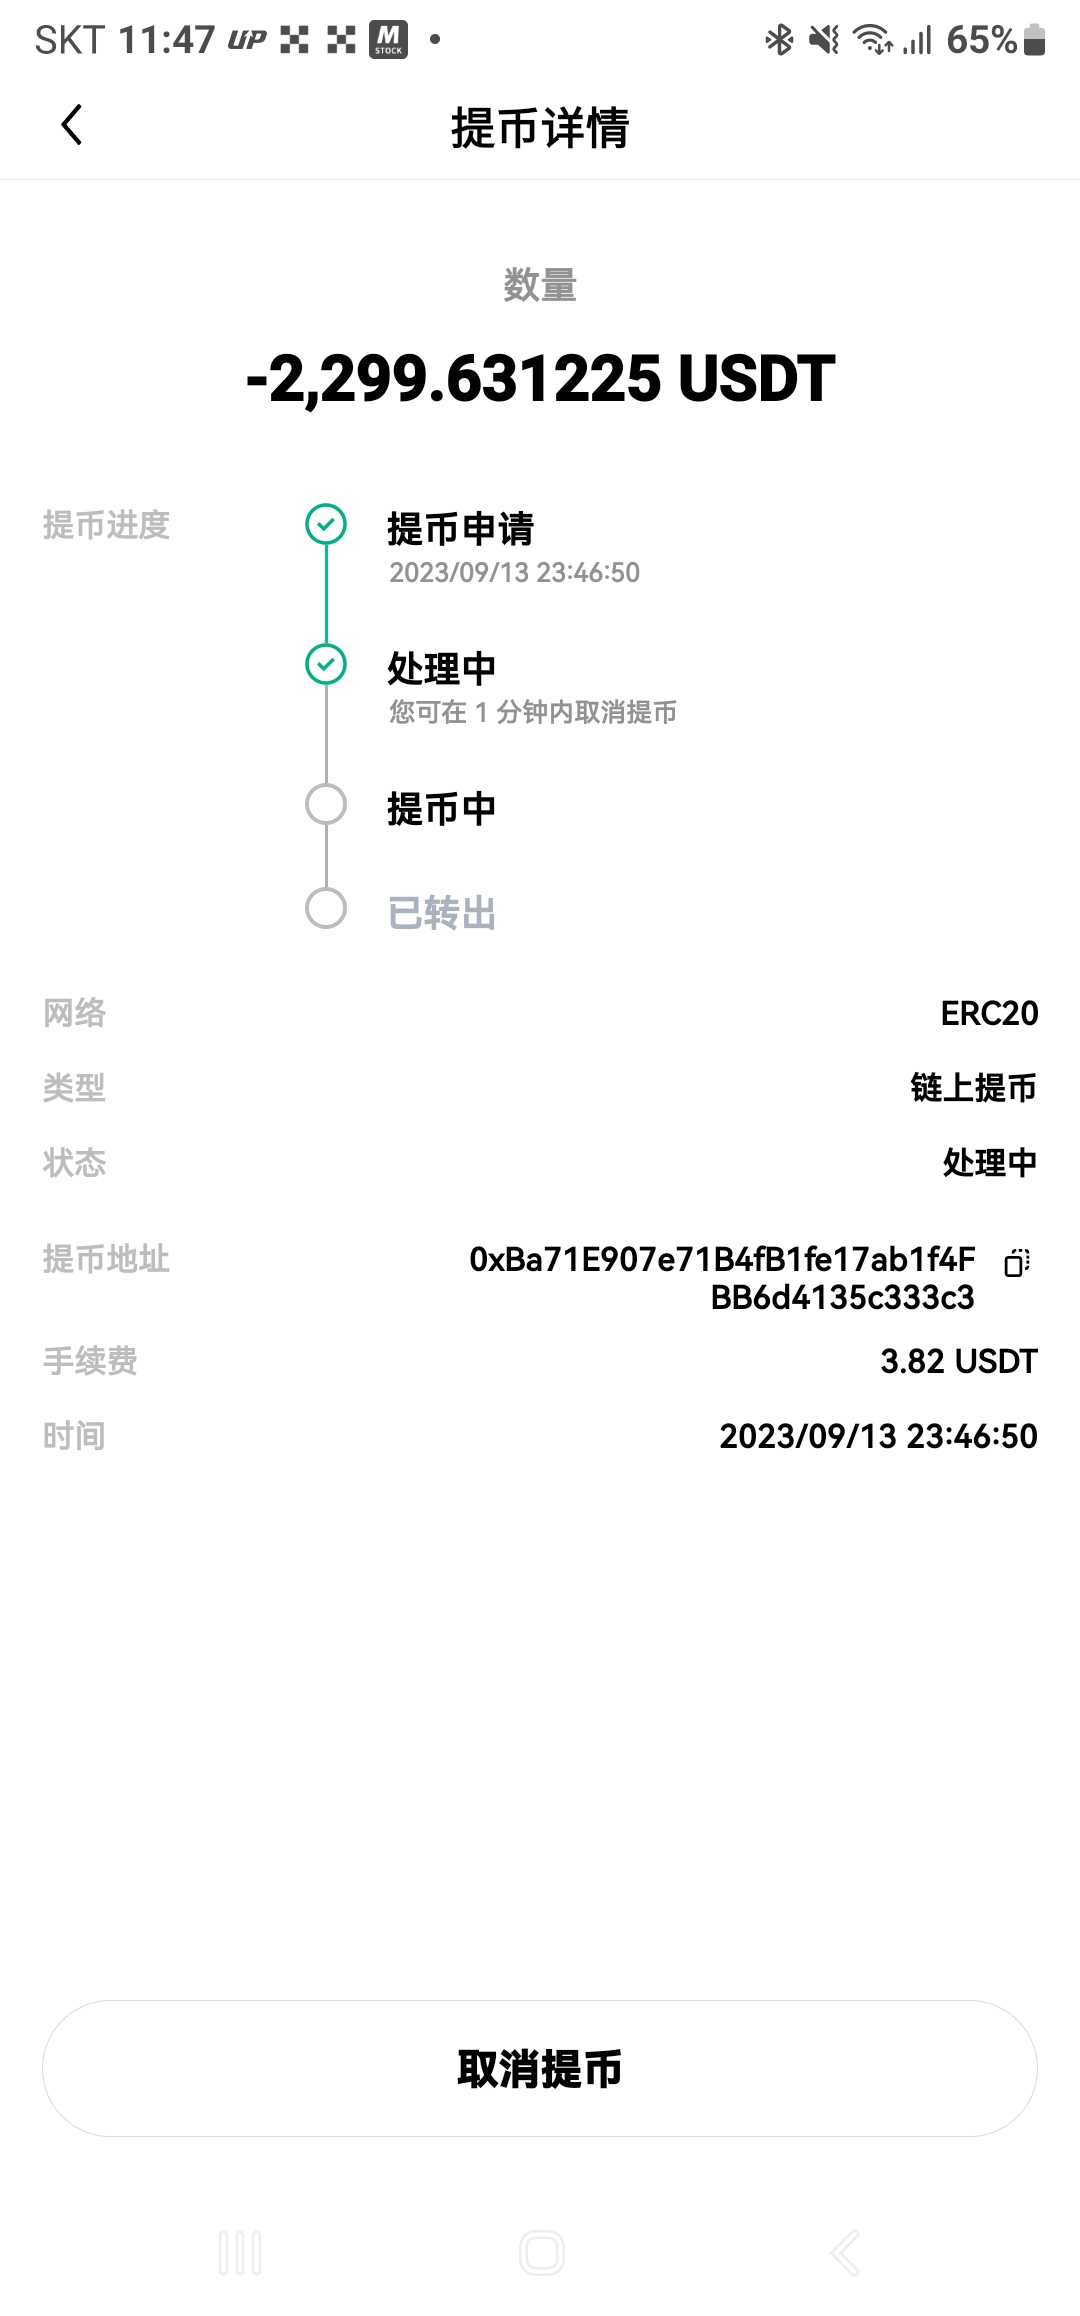 SKT 11:47 UP M STOCK 65%
提币详情
数量
-2,299.631225 USDT
提币进度
提币申请
2023/09/13 23:46:50
处理中
您可在 1 分钟内取消提币
提币中
已转出
网络 ERC20
类型 链上提币
状态 处理中
提币地址 0xBa71E907e71B4fB1fe17ab1f4F
BB6d4135c333c3
手续费 3.82 USDT
时间 2023/09/13 23:46:50
取消提币